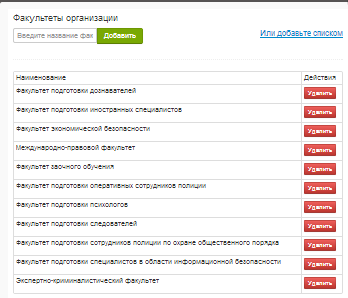 Факультеты организации
Введите название фак Добавить Или добавьте списком
Наименование Действия
Факультет подготовки дознавателей Удалить
Факультет подготовки иностранных специалистов Удалить
Факультет экономической безопасности Удалить
Международно-правовой факультет Удалить
Факультет заочного обучения Удалить
Факультет подготовки оперативных сотрудников полиции Удалить
Факультет подготовки психологов Удалить
Факультет подготовки следователей Удалить
Факультет подготовки сотрудников полиции по охране общественного порядка Удалить
Факультет подготовки специалистов в области информационной безопасности Удалить
Экспертно-криминалистический факультет Удалить